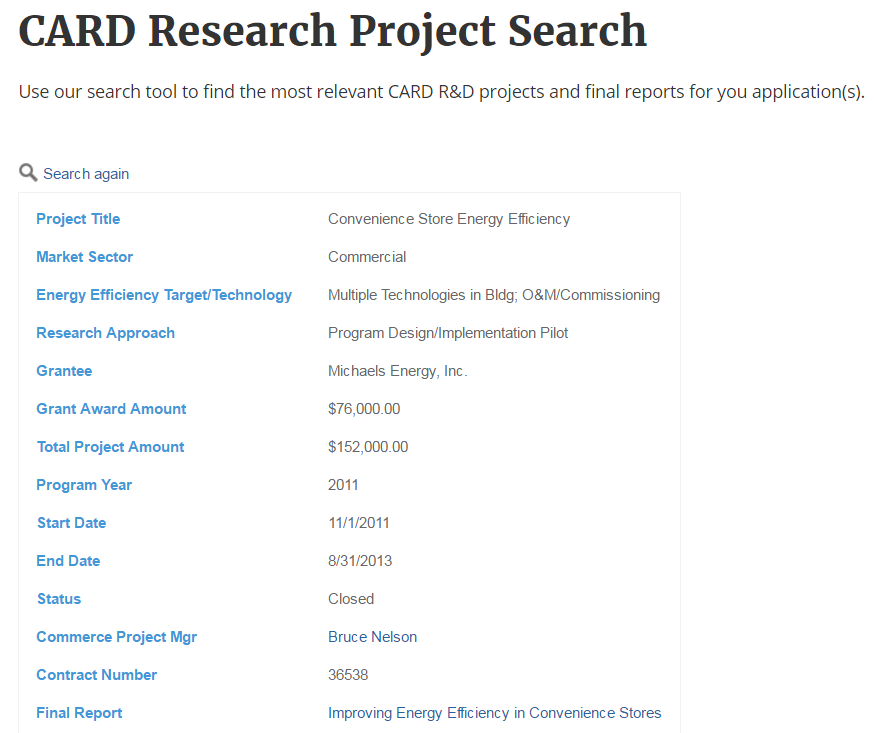 CARD Research Project Search
Use our search tool to find the most relevant CARD R&D projects and final reports for you application(s).
Search again
Project Title Convenience Store Energy Efficiency
Market Sector Commercial
Energy Efficiency Target/Technology Multiple Technologies in Bldg; O&M/Commissioning
Research Approach Program Design/Implementation Pilot
Grantee Michaels Energy, Inc.
Grant Award Amount $76,000.00
Total Project Amount $152,000.00
Program Year 2011
Start Date 11/1/2011
End Date 8/31/2013
Status Closed
Commerce Project Mgr Bruce Nelson
Contract Number 36538
Final Report Improving Energy Efficiency in Convenience Stores